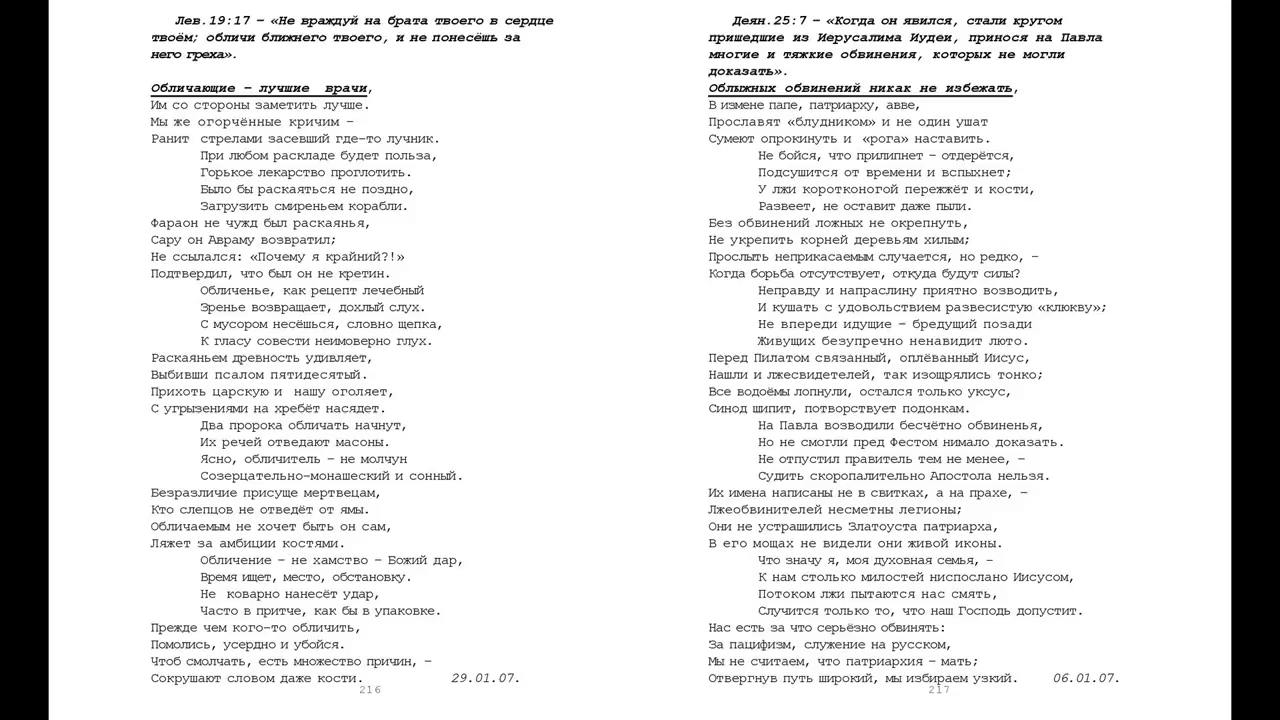 Лев.19:17 – «Не враждуй на брата твоего в сердце
твоём; обличи ближнего твоего, и не понесёшь за
него греха».
Обличающие – лучшие врачи,
Им со стороны заметить лучше.
Мы же огорчённые кричим –
Ранит стрелами засевший где-то лучник.
При любом раскладе будет польза,
Горькое лекарство проглотить.
Было бы раскаяться не поздно,
Загрузить смиреньем корабли.
Фараон не чужд был раскаянья,
Сару он Авраму возвратил;
Не ссылался: «Почему я крайний?!»
Подтвердил, что был он не кретин.
Обличенье, как рецепт лечебный
Зренье возвращает, дохлый слух.
С мусором несёшься, словно щепка,
К гласу совести неимоверно глух.
Раскаяньем древность удивляет,
Выбивши псалом пятидесятый.
Прихоть царскую и нашу оголяет,
С угрызениями на хребёт насядет.
Два пророка обличать начнут,
Их речей отведают масоны.
Ясно, обличитель – не молчун
Созерцательно-монашеский и сонный.
Безразличие присуще мертвецам,
Кто слепцов не отведёт от ямы.
Обличаемым не хочет быть он сам,
Ляжет за амбиции костями.
Обличение – не хамство – Божий дар,
Время ищет, место, обстановку.
Не коварно нанесёт удар,
Часто в притче, как бы в упаковке.
Прежде чем кого-то обличить,
Помолись, усердно и убойся.
Чтоб смолчать, есть множество причин, –
Сокрушают словом даже кости. 29.01.07.
216
Деян.25:7 – «Когда он явился, стали кругом
пришедшие из Иерусалима Иудеи, принося на Павла
многие и тяжкие обвинения, которых не могли
доказать».
Облыжных обвинений никак не избежать,
В измене папе, патриарху, авве,
Прославят «блудником» и не один ушат
Сумеют опрокинуть и «рога» наставить.
Не бойся, что прилипнет – отдерётся,
Подсушится от времени и вспыхнет;
У лжи коротконогой пережжёт и кости,
Развеет, не оставит даже пыли.
Без обвинений ложных не окрепнуть,
Не укрепить корней деревьям хилым;
Прослыть неприкасаемым случается, но редко, –
Когда борьба отсутствует, откуда будут силы?
Неправду и напраслину приятно возводить,
И кушать с удовольствием развесистую «клюкву»;
Не впереди идущие – бредущий позади
Живущих безупречно ненавидит люто.
Перед Пилатом связанный, оплёванный Иисус,
Нашли и лжесвидетелей, так изощрялись тонко;
Все водоёмы лопнули, остался только уксус,
Синод шипит, потворствует подонкам.
На Павла возводили бесчётно обвиненья,
Но не смогли пред Фестом нимало доказать.
Не отпустил правитель тем не менее, –
Судить скоропалительно Апостола нельзя.
Их имена написаны не в свитках, а на прахе, –
Лжеобвинителей несметны легионы;
Они не устрашились Златоуста патриарха,
В его мощах не видели они живой иконы.
Что значу я, моя духовная семья, –
К нам столько милостей ниспослано Иисусом,
Потоком лжи пытаются нас смять,
Случится только то, что наш Господь допустит.
Нас есть за что серьёзно обвинять:
За пацифизм, служение на русском,
Мы не считаем, что патриархия – мать;
Отвергнув путь широкий, мы избираем узкий. 06.01.07.
217